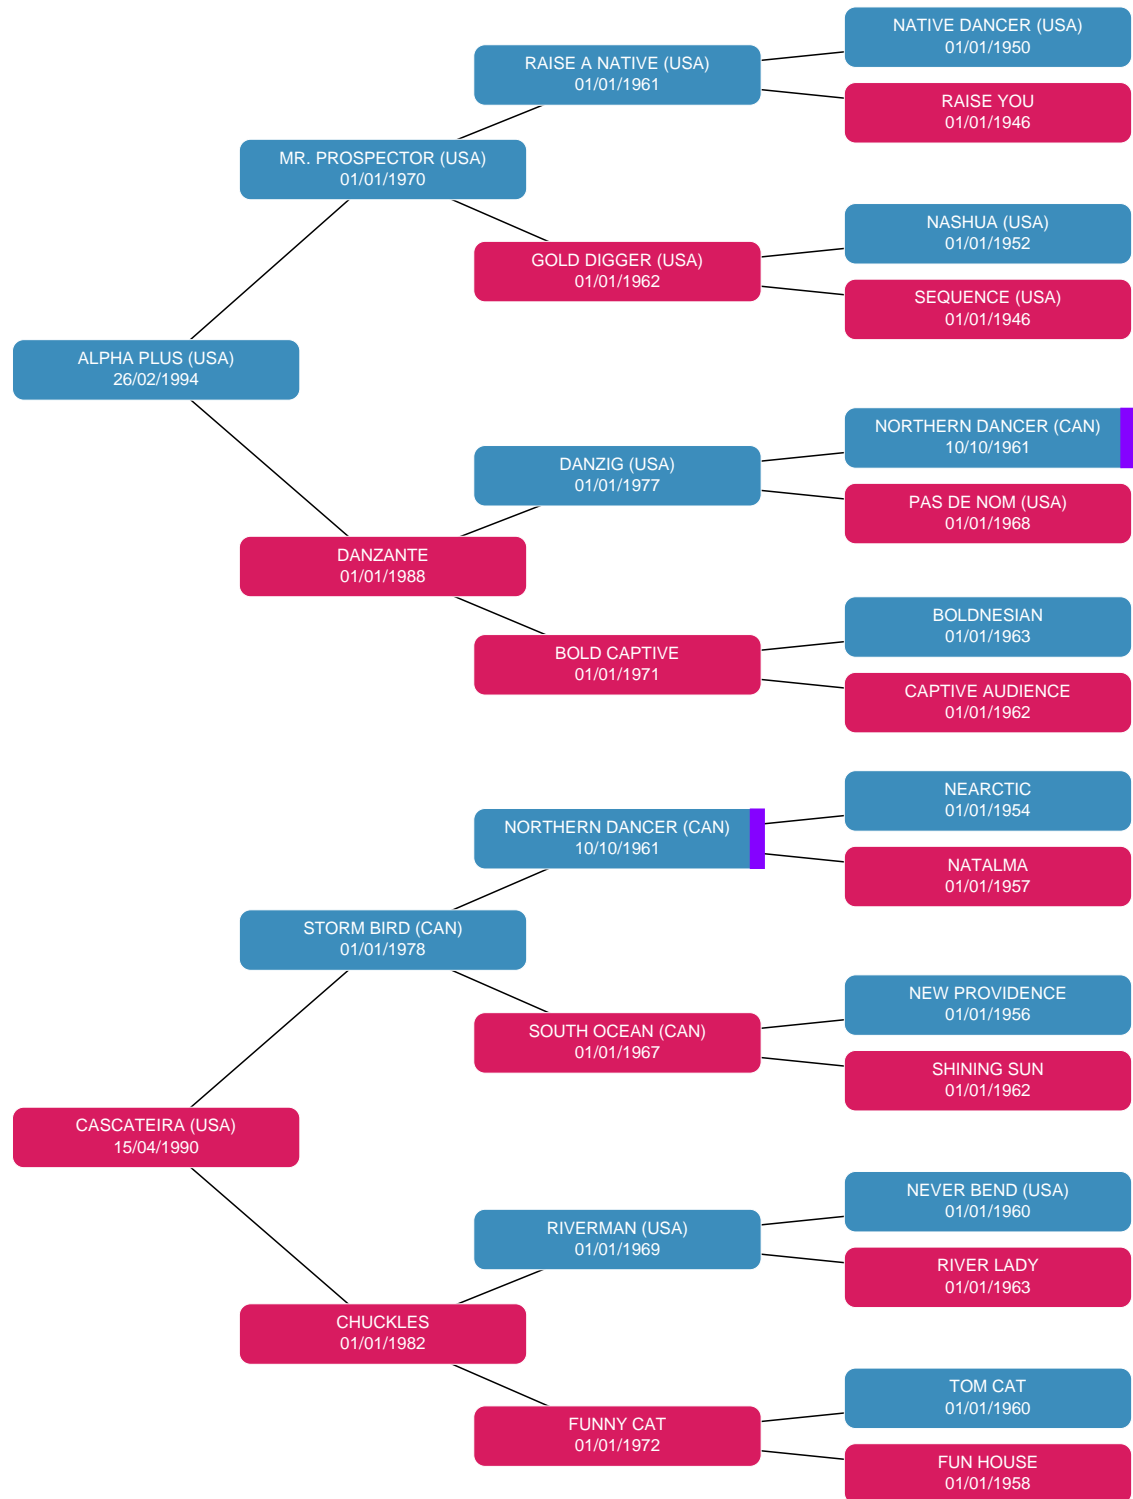 NATIVE DANCER (USA)
01/01/1950
RAISE A NATIVE (USA)
01/01/1961
RAISE YOU
01/01/1946
MR. PROSPECTOR (USA)
01/01/1970
NASHUA (USA)
01/01/1952
GOLD DIGGER (USA)
01/01/1962
SEQUENCE (USA)
01/01/1946
ALPHA PLUS (USA)
26/02/1994
NORTHERN DANCER (CAN)
10/10/1961
DANZIG (USA)
01/01/1977
PAS DE NOM (USA)
01/01/1968
DANZANTE
01/01/1988
BOLDNESIAN
01/01/1963
BOLD CAPTIVE
01/01/1971
CAPTIVE AUDIENCE
01/01/1962
NEARCTIC
01/01/1954
NORTHERN DANCER (CAN)
10/10/1961
NATALMA
01/01/1957
STORM BIRD (CAN)
01/01/1978
NEW PROVIDENCE
01/01/1956
SOUTH OCEAN (CAN)
01/01/1967
SHINING SUN
01/01/1962
CASCATEIRA (USA)
15/04/1990
NEVER BEND (USA)
01/01/1960
RIVERMAN (USA)
01/01/1969
RIVER LADY
01/01/1963
CHUCKLES
01/01/1982
TOM CAT
01/01/1960
FUNNY CAT
01/01/1972
FUN HOUSE
01/01/1958